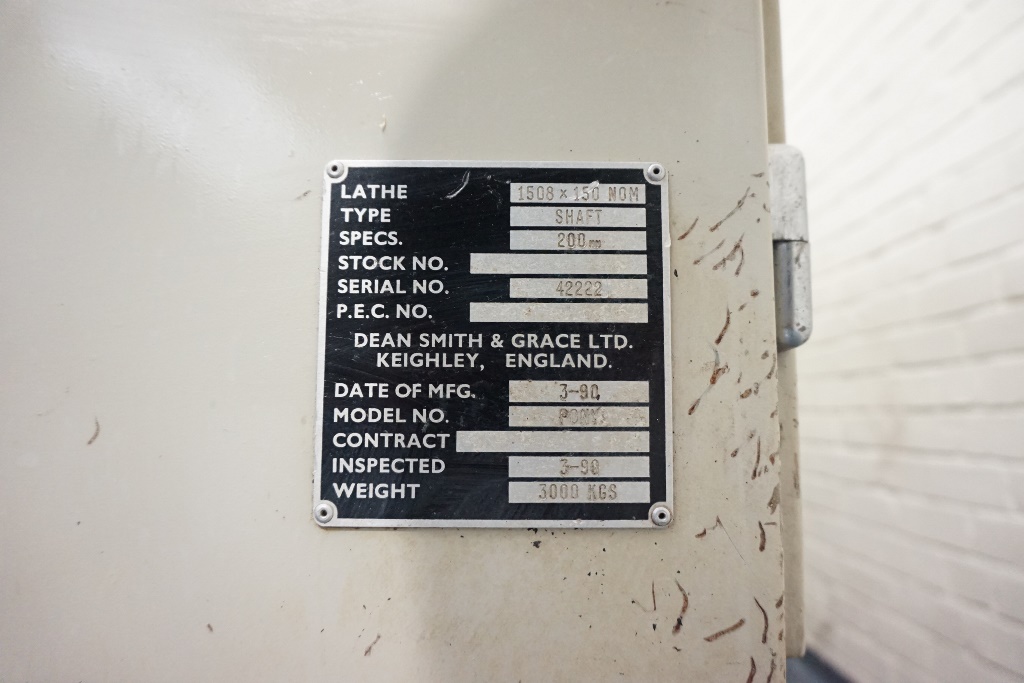 LATHE 1508 × 150 NOM
TYPE SHAFT
SPECS. 200mm
STOCK NO.
SERIAL NO. 42222
P.E.C. NO.
DEAN SMITH & GRACE LTD.
KEIGHLEY, ENGLAND.
DATE OF MFG. 3-90
MODEL NO.
CONTRACT
INSPECTED 3-90
WEIGHT 3000 KGS